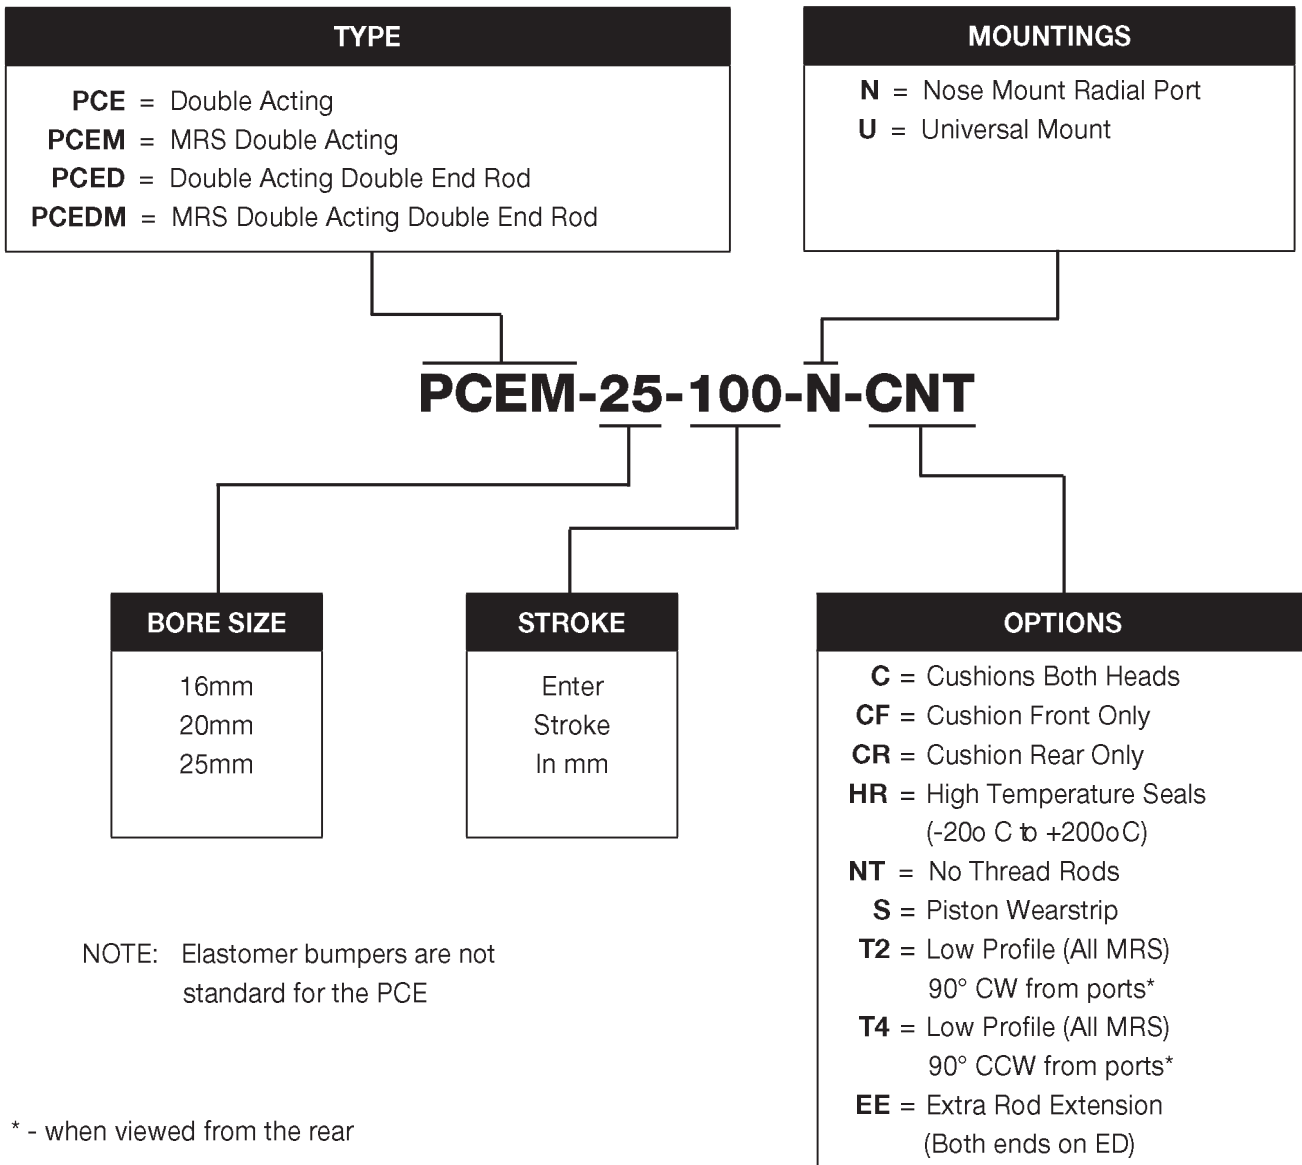 TYPE
PCE = Double Acting
PCEM = MRS Double Acting
PCED = Double Acting Double End Rod
PCEDM = MRS Double Acting Double End Rod
MOUNTINGS
N = Nose Mount Radial Port
U = Universal Mount
PCEM-25-100-N-CNT
BORE SIZE
16mm
20mm
25mm
STROKE
Enter
Stroke
In mm
OPTIONS
C = Cushions Both Heads
CF = Cushion Front Only
CR = Cushion Rear Only
HR = High Temperature Seals
(-20o C to +200oC)
NT = No Thread Rods
S = Piston Wearstrip
T2 = Low Profile (All MRS)
90° CW from ports*
T4 = Low Profile (All MRS)
90° CCW from ports*
EE = Extra Rod Extension
(Both ends on ED)
NOTE: Elastomer bumpers are not
standard for the PCE
* - when viewed from the rear